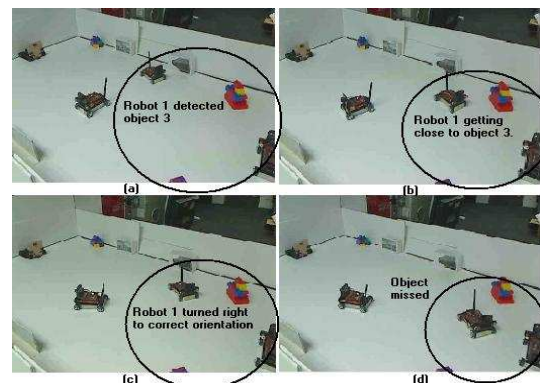 Robot 1 detected
object 3
(a)
Robot 1 getting
close to object 3.
(b)
Robot 1 turned right
to correct orientation
(c)
Object
missed
(d)